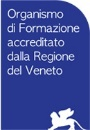 Organismo
di Formazione
accreditato
dalla Regione
del Veneto